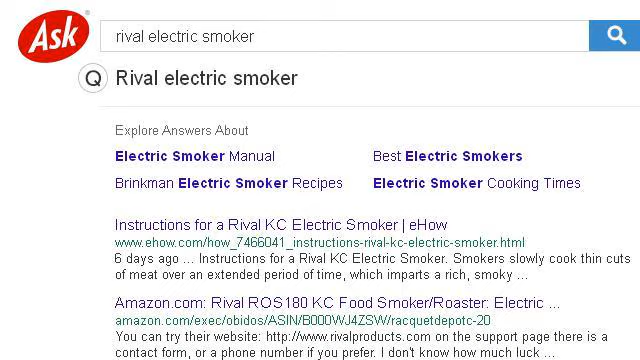 Ask
rival electric smoker
Q Rival electric smoker
Explore Answers About
Electric Smoker Manual
Best Electric Smokers
Brinkman Electric Smoker Recipes
Electric Smoker Cooking Times
Instructions for a Rival KC Electric Smoker | eHow
www.ehow.com/how_7466041_instructions-rival-kc-electric-smoker.html
6 days ago ... Instructions for a Rival KC Electric Smoker. Smokers slowly cook thin cuts
of meat over an extended period of time, which imparts a rich, smoky ...
Amazon.com: Rival ROS180 KC Food Smoker/Roaster: Electric ...
amazon.com/exec/obidos/ASIN/B000WJ4ZSW/racquetdepotc-20
You can try their website: http://www.rivalproducts.com on the support page there is a
contact form, or a phone number if you prefer. I don't know how much luck ...